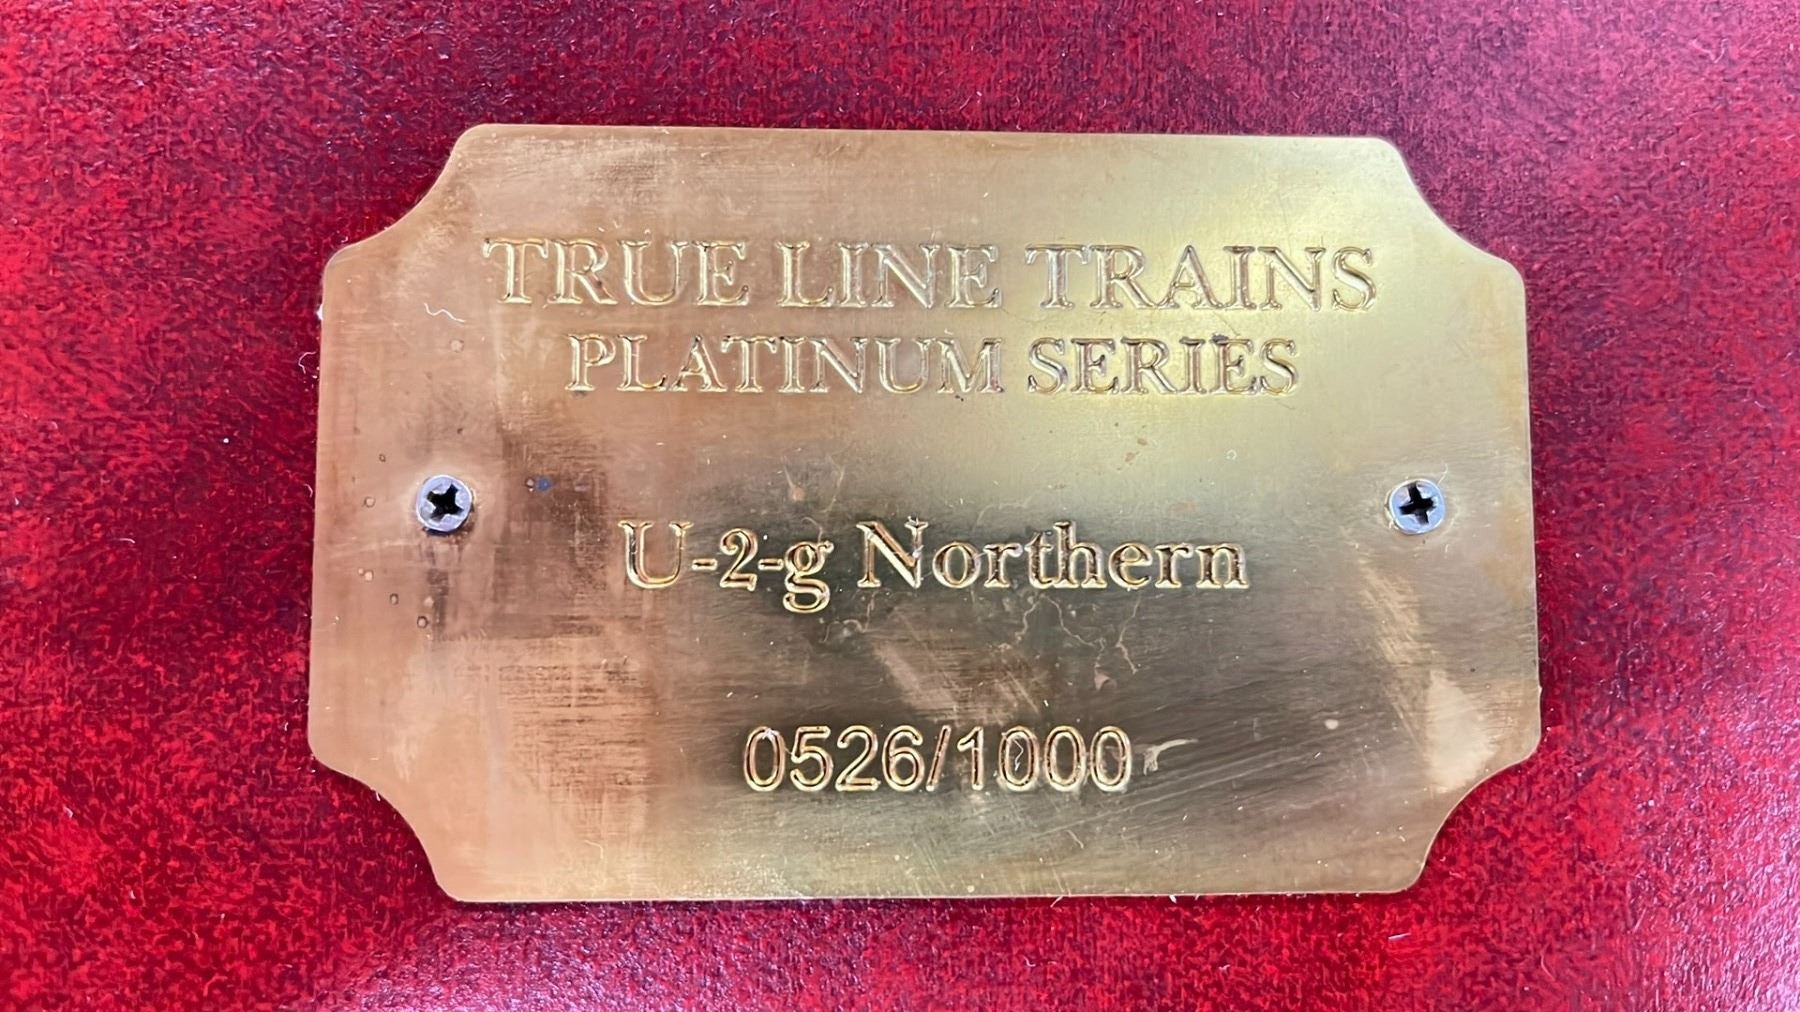 TRUE LINE TRAINS
PLATINUM SERIES
U-2-g Northern
0526/1000